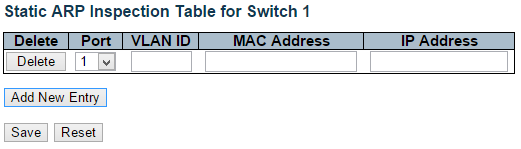 Static ARP Inspection Table for Switch 1
Delete Port VLAN ID MAC Address IP Address
Delete 1
Add New Entry
Save Reset